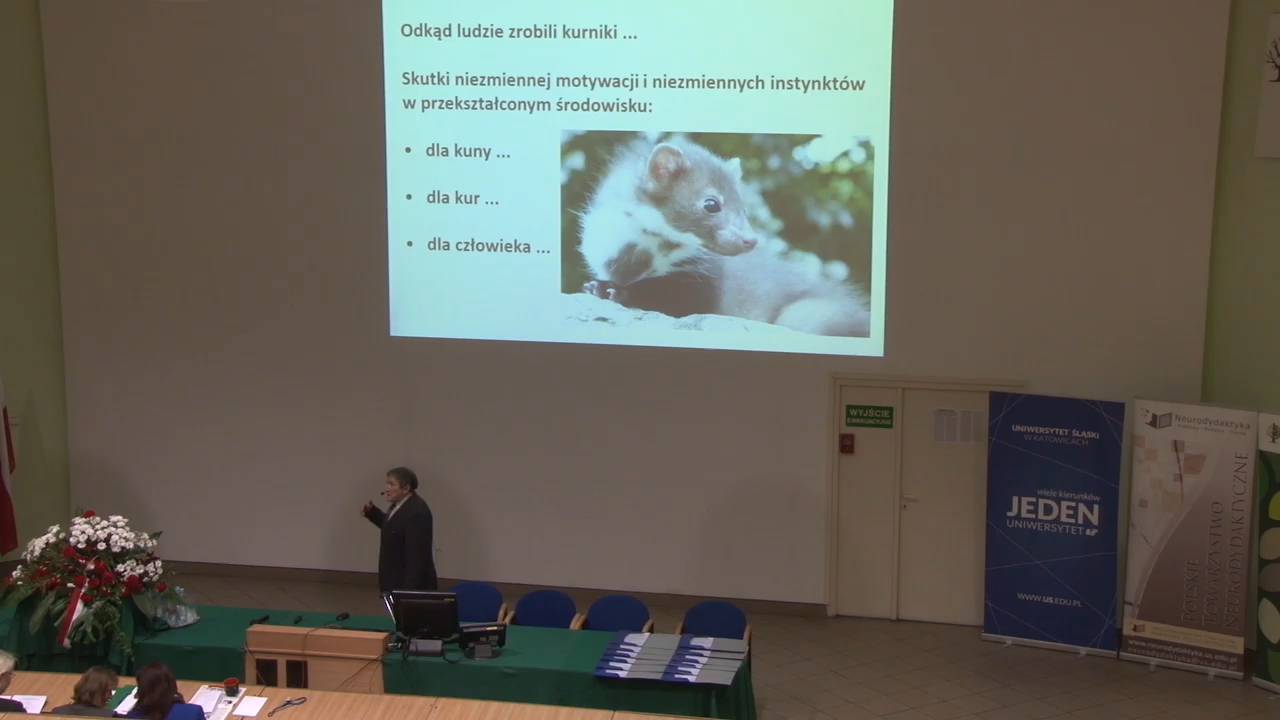 Odkąd ludzie zrobili kurniki ...
Skutki niezmiennej motywacji i niezmiennych instynktów
w przekształconym środowisku:
• dla kuny ...
• dla kur ...
• dla człowieka ...
WYJŚCIE
EWAKUACYJNE
UNIWERSYTET ŚLĄSKI
W KATOWICACH
wiele kierunków
JEDEN
UNIWERSYTET
WWW.US.EDU.PL
Neurodydaktyka
POLSKIE
TOWARZYSTWO
NEURODYDAKTYCZNE